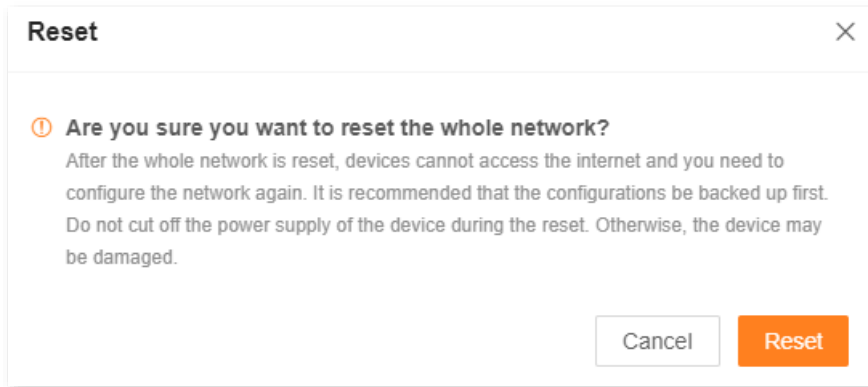 Reset
Are you sure you want to reset the whole network?
After the whole network is reset, devices cannot access the internet and you need to
configure the network again. It is recommended that the configurations be backed up first.
Do not cut off the power supply of the device during the reset. Otherwise, the device may
be damaged.
Cancel
Reset